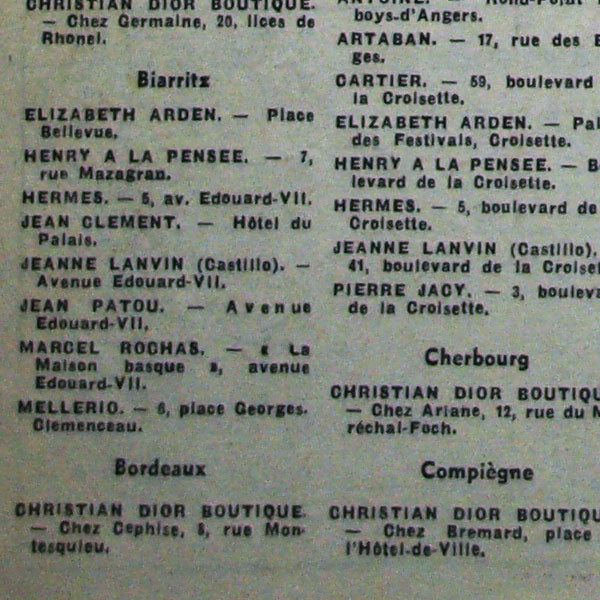 CHRISTIAN DIOR BOUTIQUE.
— Chez Germaine, 20, lices de
Rhonel.
Biarritz
ELIZABETH ARDEN. — Place
Bellevue.
HENRY A LA PENSEE. — 7,
rue Mazagran.
HERMES. — 5, av. Edouard-VII.
JEAN CLEMENT. — Hôtel du
Palais.
JEANNE LANVIN (Castillo). —
Avenue Edouard-VII.
JEAN PATOU. — Avenue
Edouard-VII.
MARCEL ROCHAS. — « La
Maison basque », avenue
Edouard-VII.
MELLERIO. — 6, place Georges-
Clemenceau.
Bordeaux
CHRISTIAN DIOR BOUTIQUE.
— Chez Cephise, 8, rue Mon-
tesquieu.
ANTOINE. — Rond-Point
boys-d'Angers.
ARTABAN. — 17, rue des
ges.
CARTIER. — 59, boulevard
la Croisette.
ELIZABETH ARDEN. — Pal
des Festivals, Croisette.
HENRY A LA PENSEE. — B
levard de la Croisette.
HERMES. — 5, boulevard de
Croisette.
JEANNE LANVIN (Castillo).
41, boulevard de la Croiset
PIERRE JACY. — 3, bouleva
de la Croisette.
Cherbourg
CHRISTIAN DIOR BOUTIQU
— Chez Ariane, 12, rue du M
réchal-Foch.
Compiègne
CHRISTIAN DIOR BOUTIQU
— Chez Bremard, place
l'Hôtel-de-Ville.